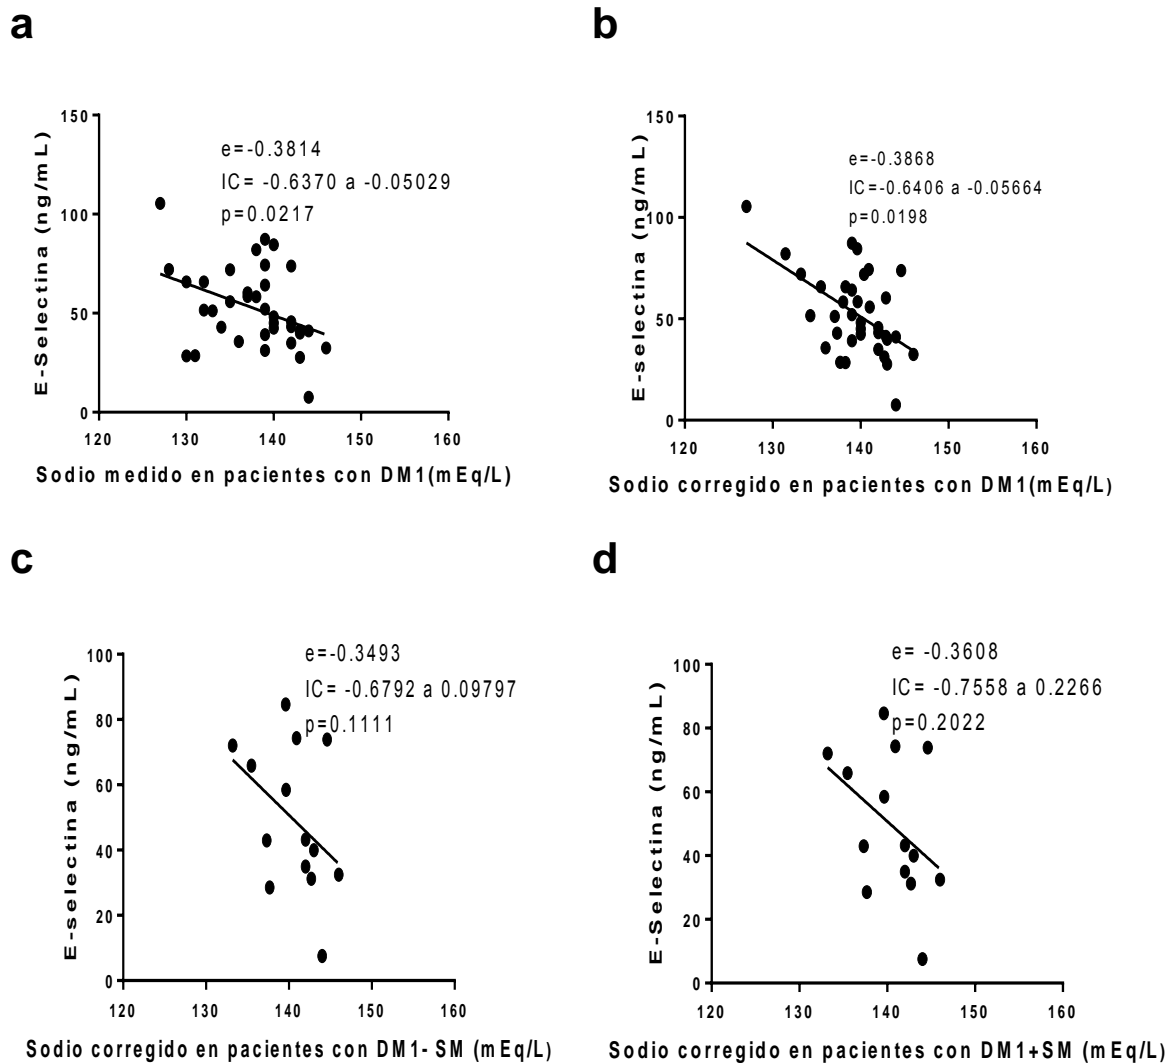 a
150
100
50
0
E-Selectina (ng/mL)
e=-0.3814
IC= -0.6370 a -0.05029
p=0.0217
120 130 140 150 160
Sodio medido en pacientes con DM1(mEq/L)
b
150
100
50
0
E-selectina (ng/mL)
e=-0.3868
IC=-0.6406 a -0.05664
p=0.0198
120 130 140 150 160
Sodio corregido en pacientes con DM1(mEq/L)
c
100
80
60
40
20
0
E-selectina (ng/mL)
e=-0.3493
IC= -0.6792 a 0.09797
p=0.1111
120 130 140 150 160
Sodio corregido en pacientes con DM1- SM (mEq/L)
d
100
80
60
40
20
0
E-Selectina (ng/mL)
e= -0.3608
IC= -0.7558 a 0.2266
p=0.2022
120 130 140 150 160
Sodio corregido en pacientes con DM1+SM (mEq/L)